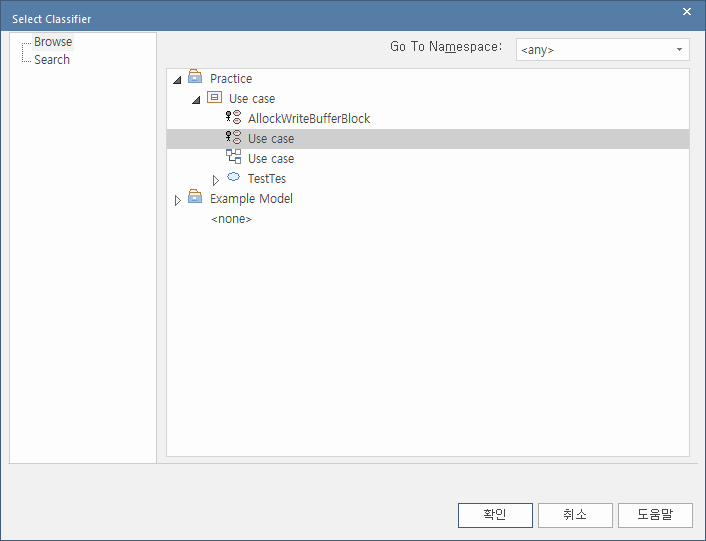 Select Classifier
Browse
Search
Go To Namespace:
<any>
Practice
Use case
AllockWriteBufferBlock
Use case
Use case
TestTes
Example Model
<none>
확인
취소
도움말